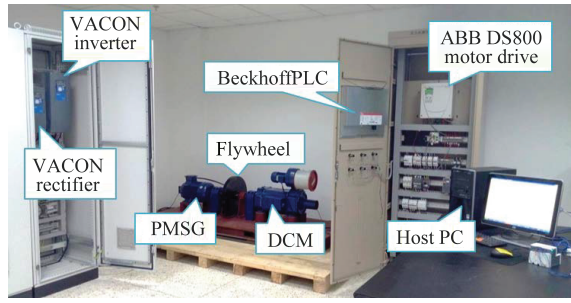 VACON
inverter
ABB DS800
motor drive
BeckhoffPLC
Flywheel
VACON
rectifier
PMSG
DCM
Host PC